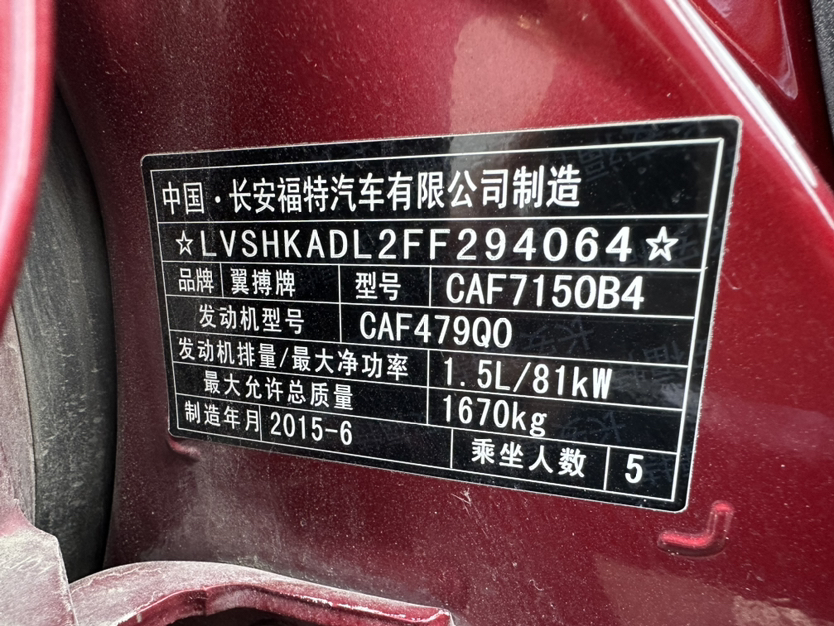 中国·长安福特汽车有限公司制造
☆LVSHKADL2FF294064☆
品牌 翼搏牌 型号 CAF7150B4
发动机型号 CAF479Q0
发动机排量/最大净功率 1.5L/81kW
最大允许总质量 1670kg
制造年月 2015-6 乘坐人数 5